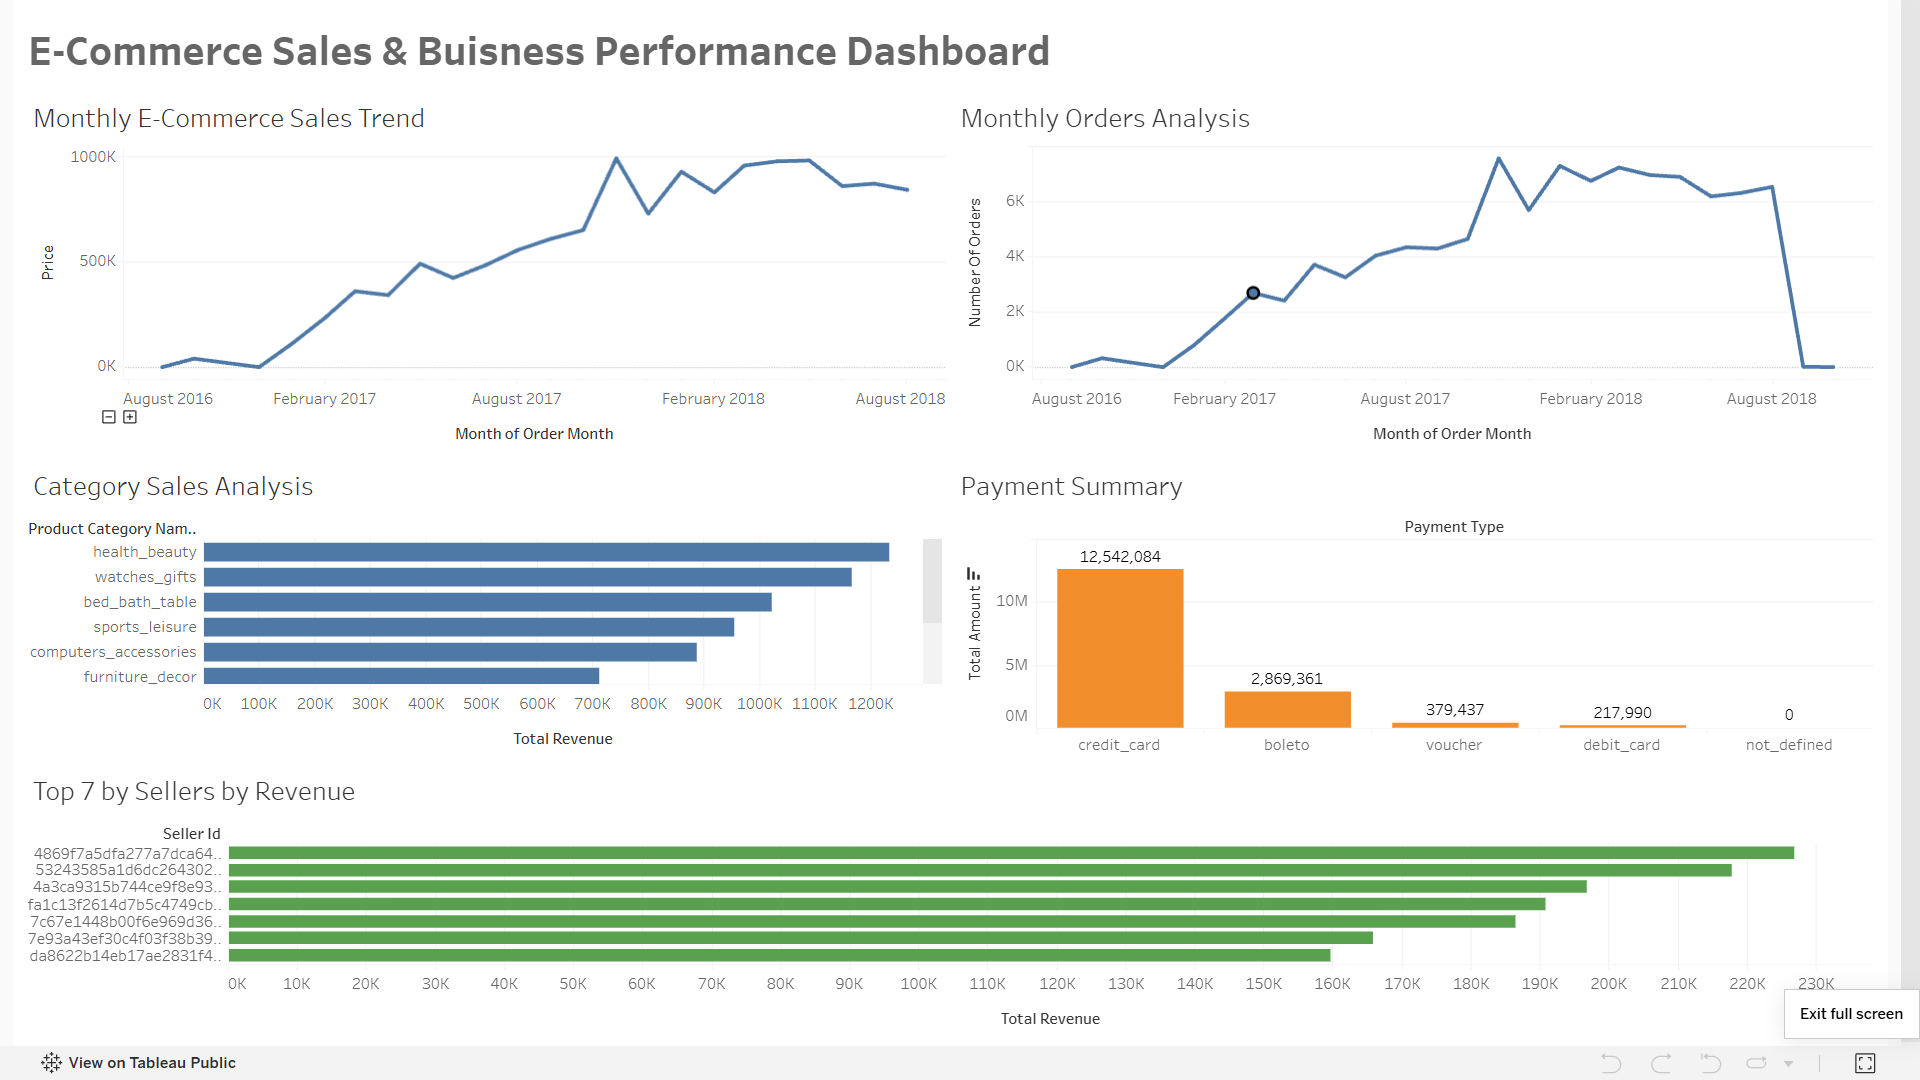 E-Commerce Sales & Buisness Performance Dashboard
Monthly E-Commerce Sales Trend
1000K
500K
0K
Price
August 2016 February 2017 August 2017 February 2018 August 2018
Month of Order Month
Monthly Orders Analysis
6K
4K
2K
0K
Number Of Orders
August 2016 February 2017 August 2017 February 2018 August 2018
Month of Order Month
Category Sales Analysis
Product Category Nam..
health_beauty
watches_gifts
bed_bath_table
sports_leisure
computers_accessories
furniture_decor
0K 100K 200K 300K 400K 500K 600K 700K 800K 900K 1000K 1100K 1200K
Total Revenue
Payment Summary
Payment Type
12,542,084
2,869,361
379,437
217,990
0
10M
5M
0M
Total Amount
credit_card boleto voucher debit_card not_defined
Top 7 by Sellers by Revenue
Seller Id
4869f7a5dfa277a7dca64..
53243585a1d6dc264302..
4a3ca9315b744ce9f8e93..
fa1c13f2614d7b5c4749cb..
7c67e1448b00f6e969d36..
7e93a43ef30c4f03f38b39..
da8622b14eb17ae2831f4..
0K 10K 20K 30K 40K 50K 60K 70K 80K 90K 100K 110K 120K 130K 140K 150K 160K 170K 180K 190K 200K 210K 220K 230K
Total Revenue
Exit full screen
View on Tableau Public